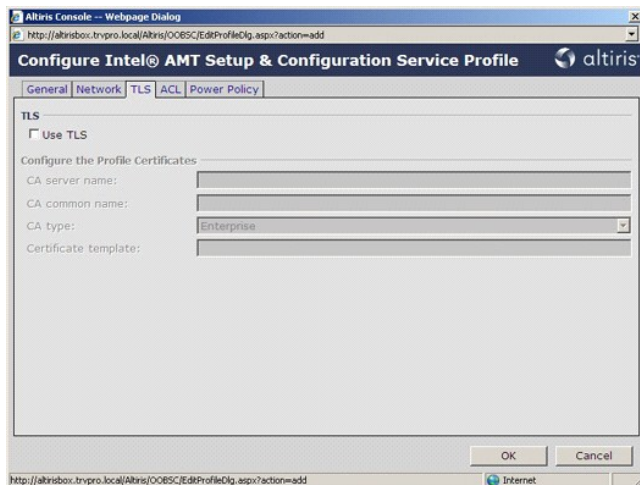 Altiris Console -- Webpage Dialog
http://altirisbox.trvpro.local/Altiris/OOBSC/EditProfileDlg.aspx?action=add
Configure Intel® AMT Setup & Configuration Service Profile
altiris
General Network TLS ACL Power Policy
TLS
Use TLS
Configure the Profile Certificates
CA server name:
CA common name:
CA type: Enterprise
Certificate template:
OK Cancel
http://altirisbox.trvpro.local/Altiris/OOBSC/EditProfileDlg.aspx?action=add Internet